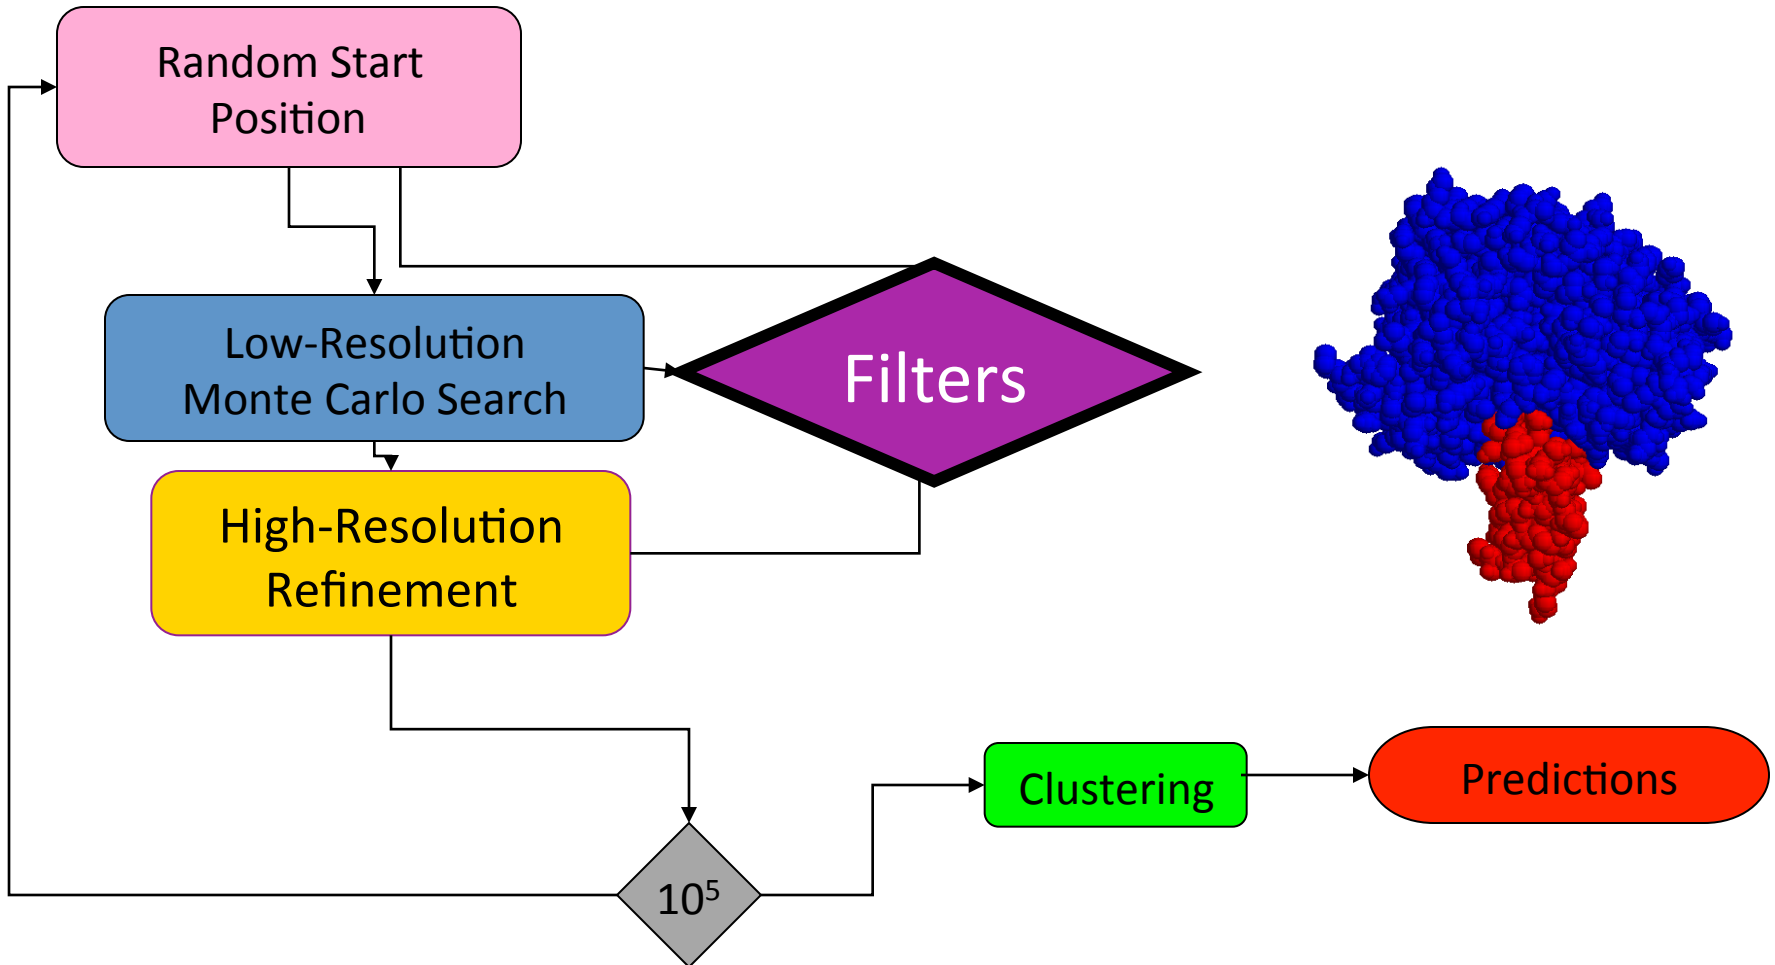 Random Start
Position
Low-Resolution
Monte Carlo Search
Filters
High-Resolution
Refinement
Clustering
Predictions
10⁵